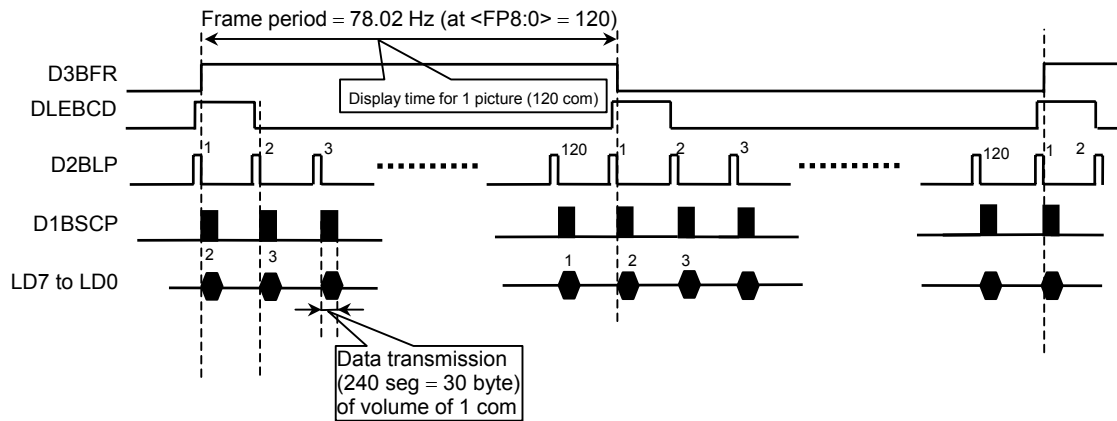 Frame period = 78.02 Hz (at <FP8:0> = 120)
D3BFR
Display time for 1 picture (120 com)
DLEBCD
D2BLP
1 2 3 120 1 2 3 120 1 2
D1BSCP
LD7 to LD0
2 3 1 2 3
Data transmission
(240 seg = 30 byte)
of volume of 1 com